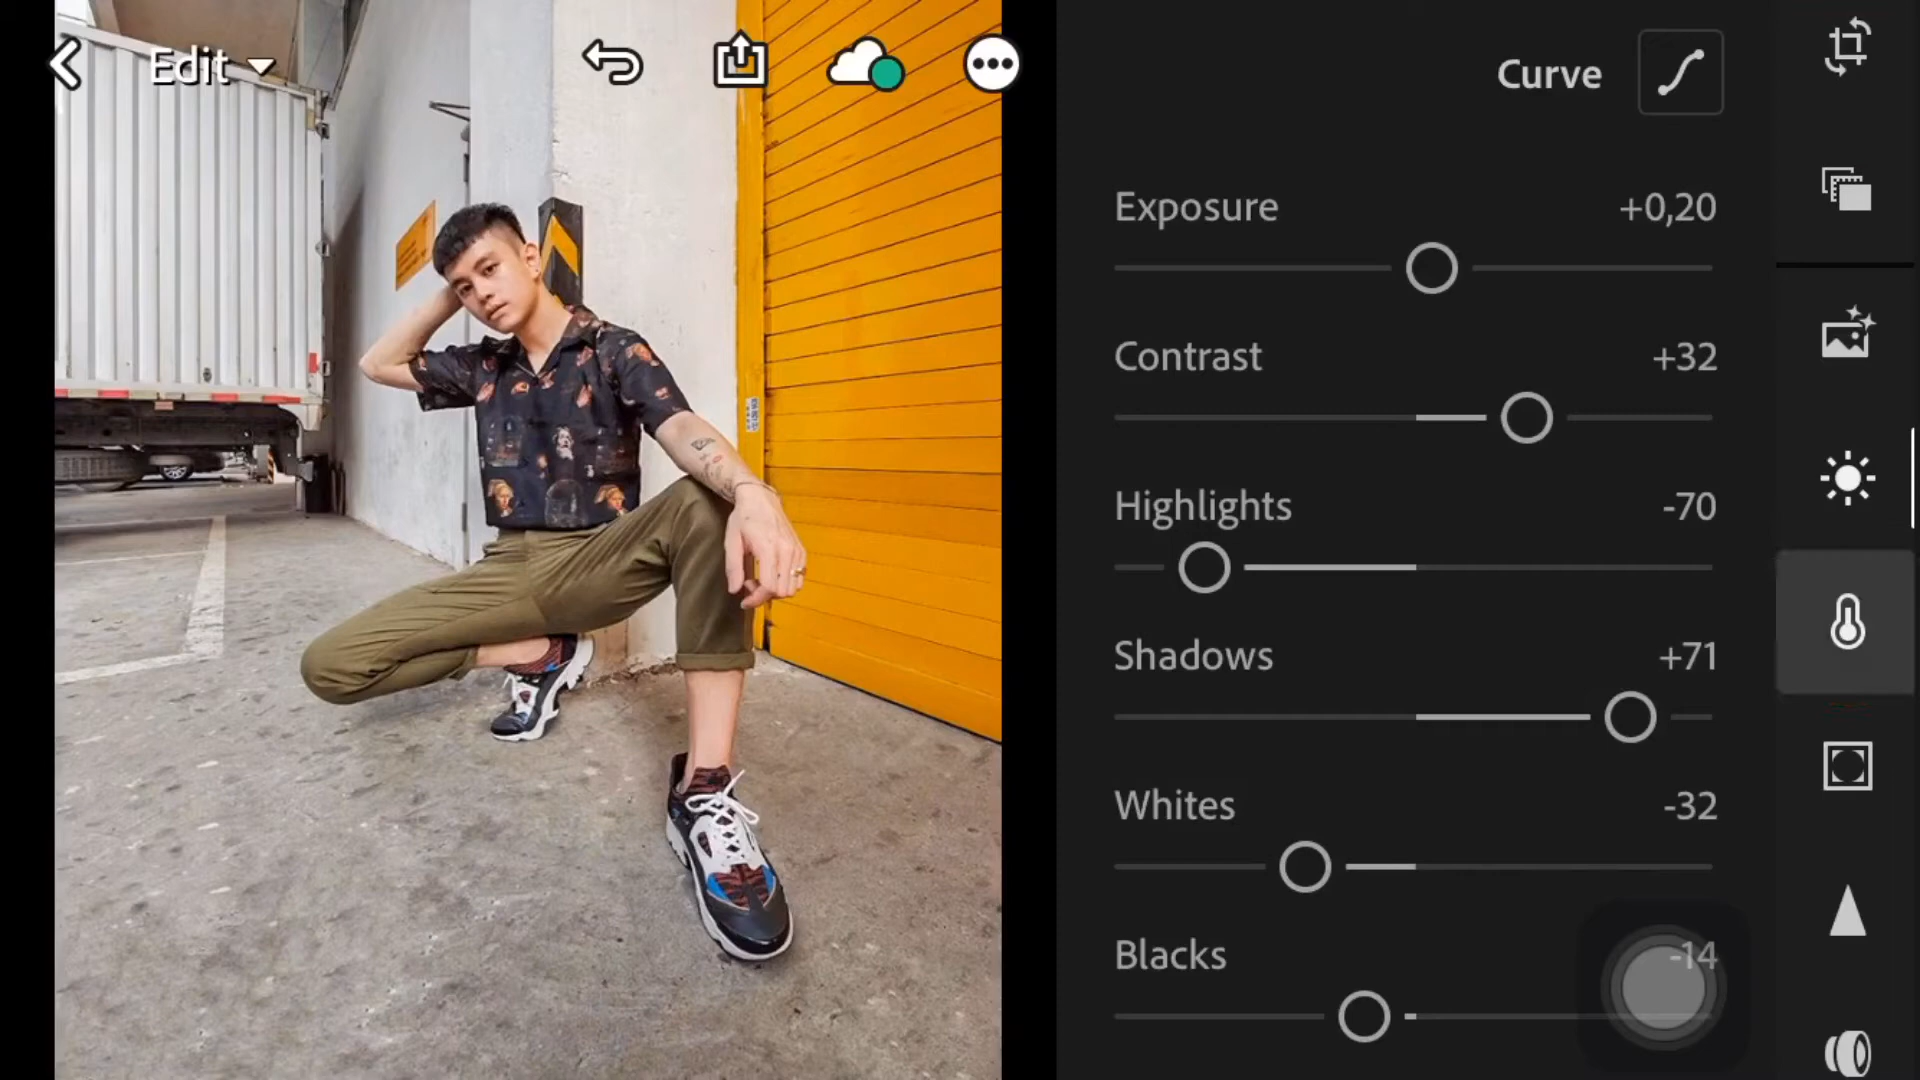 Edit
Curve
Exposure +0,20
Contrast +32
Highlights -70
Shadows +71
Whites -32
Blacks -14